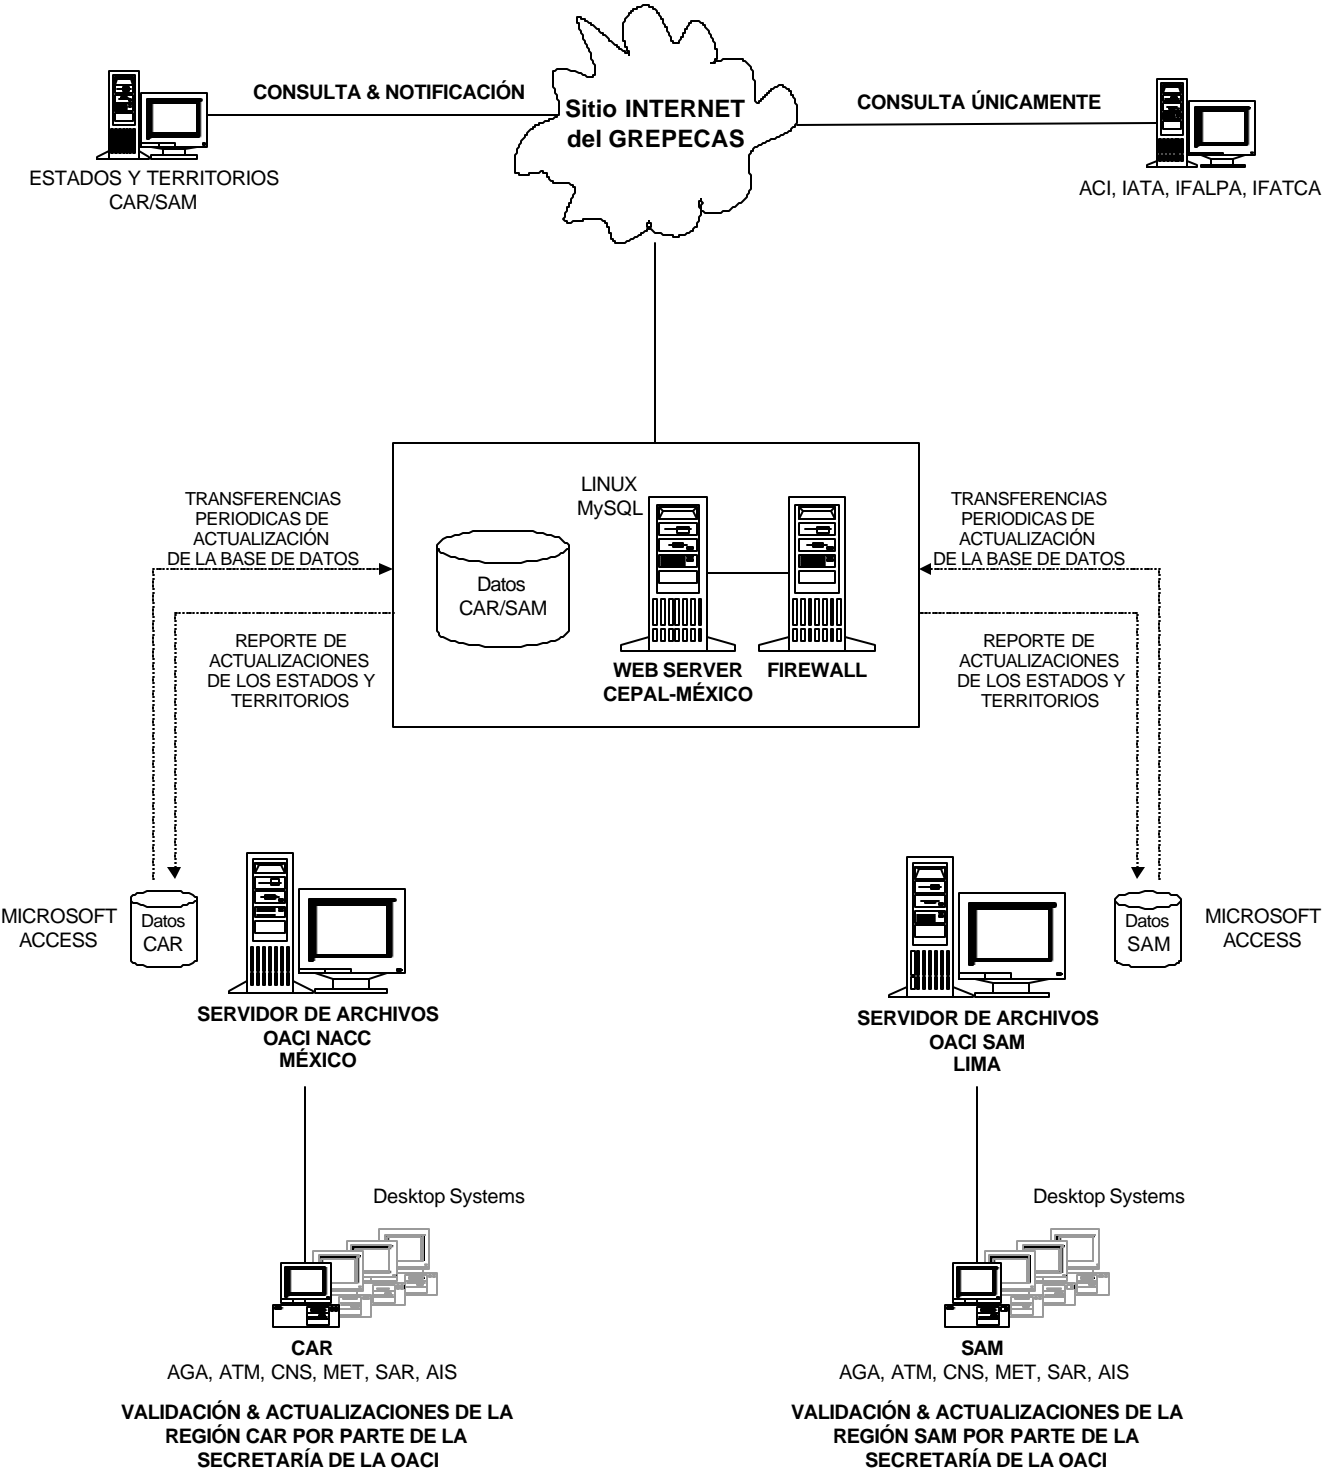 CONSULTA & NOTIFICACIÓN
Sitio INTERNET
del GREPECAS
CONSULTA ÚNICAMENTE
ESTADOS Y TERRITORIOS
CAR/SAM
ACI, IATA, IFALPA, IFATCA
TRANSFERENCIAS
PERIODICAS DE
ACTUALIZACIÓN
DE LA BASE DE DATOS
REPORTE DE
ACTUALIZACIONES
DE LOS ESTADOS Y
TERRITORIOS
LINUX
MySQL
Datos
CAR/SAM
WEB SERVER
CEPAL-MÉXICO
FIREWALL
TRANSFERENCIAS
PERIODICAS DE
ACTUALIZACIÓN
DE LA BASE DE DATOS
REPORTE DE
ACTUALIZACIONES
DE LOS ESTADOS Y
TERRITORIOS
MICROSOFT
ACCESS
Datos
CAR
SERVIDOR DE ARCHIVOS
OACI NACC
MÉXICO
Datos
SAM
MICROSOFT
ACCESS
SERVIDOR DE ARCHIVOS
OACI SAM
LIMA
Desktop Systems
CAR
AGA, ATM, CNS, MET, SAR, AIS
VALIDACIÓN & ACTUALIZACIONES DE LA
REGIÓN CAR POR PARTE DE LA
SECRETARÍA DE LA OACI
Desktop Systems
SAM
AGA, ATM, CNS, MET, SAR, AIS
VALIDACIÓN & ACTUALIZACIONES DE LA
REGIÓN SAM POR PARTE DE LA
SECRETARÍA DE LA OACI